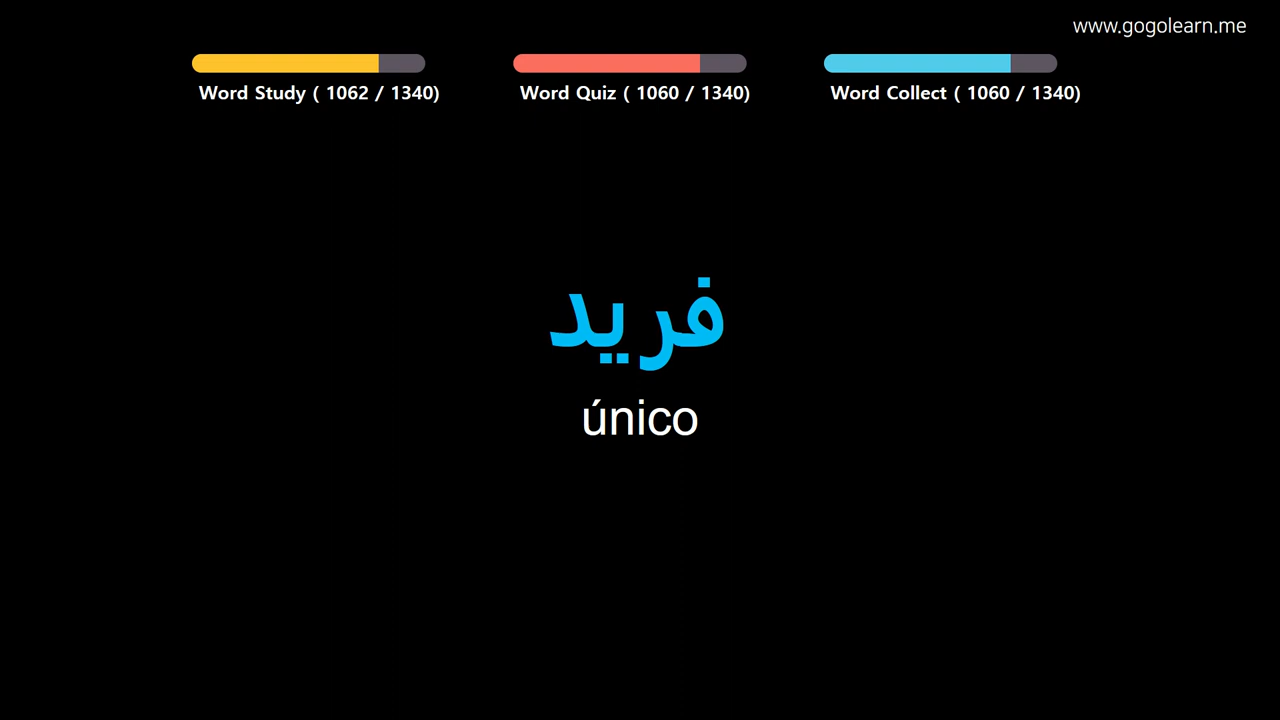 www.gogolearn.me
Word Study ( 1062 / 1340)
Word Quiz ( 1060 / 1340)
Word Collect ( 1060 / 1340)
فريد
único